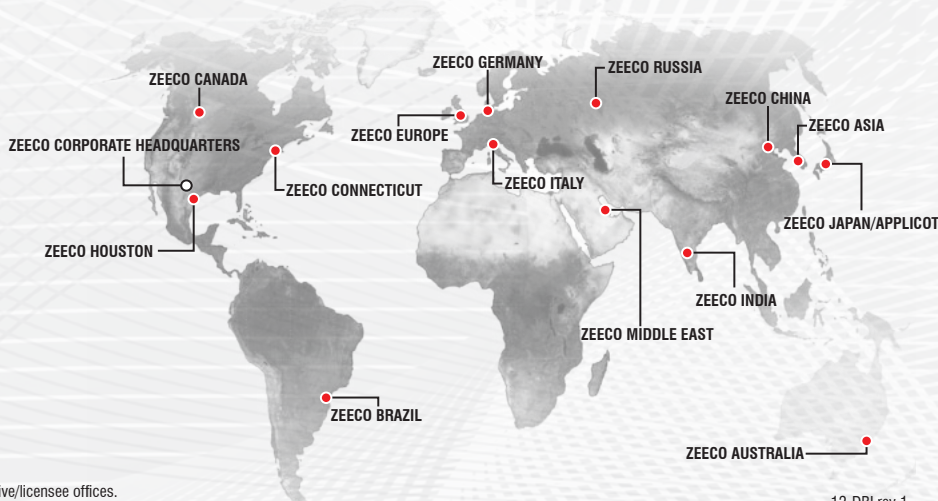 ZEECO GERMANY
ZEECO RUSSIA
ZEECO CANADA
ZEECO CHINA
ZEECO ASIA
ZEECO EUROPE
ZEECO CORPORATE HEADQUARTERS
ZEECO CONNECTICUT
ZEECO ITALY
ZEECO JAPAN/APPLICOT
ZEECO HOUSTON
ZEECO INDIA
ZEECO MIDDLE EAST
ZEECO BRAZIL
ZEECO AUSTRALIA
ive/licensee offices.